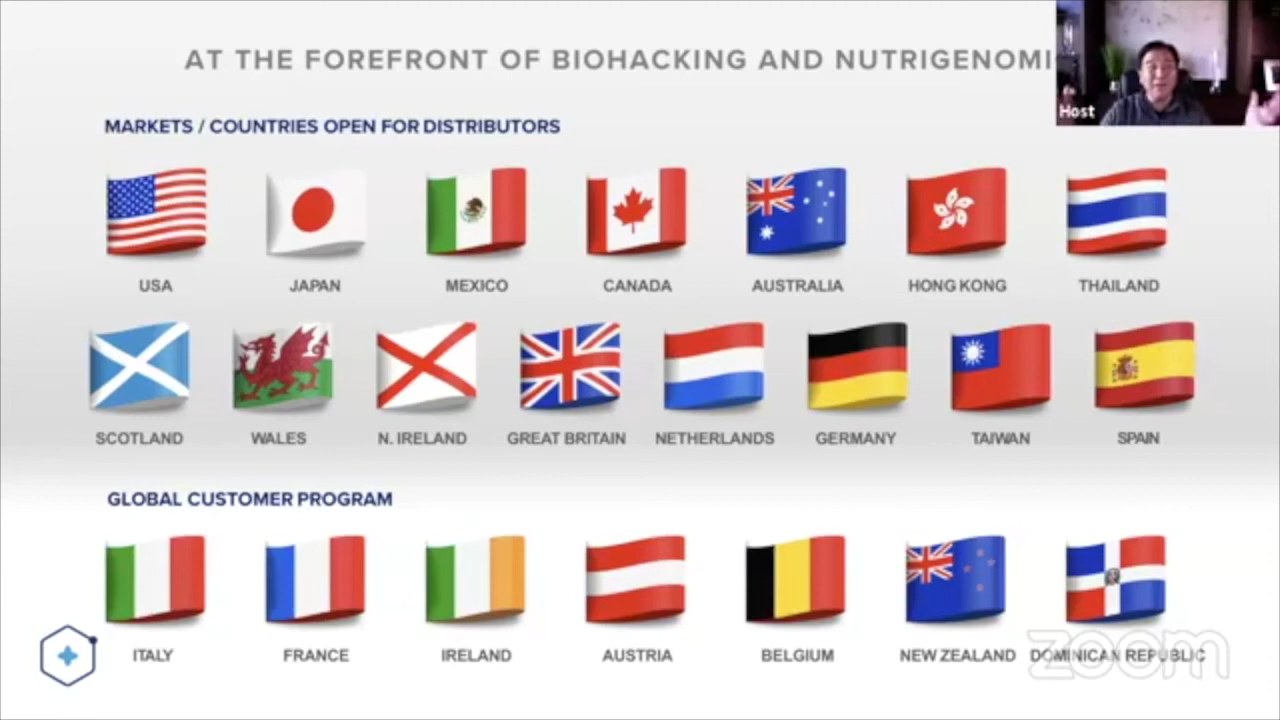 AT THE FOREFRONT OF BIOHACKING AND NUTRIGENOMI
Host
MARKETS / COUNTRIES OPEN FOR DISTRIBUTORS
USA JAPAN MEXICO CANADA AUSTRALIA HONG KONG THAILAND
SCOTLAND WALES N. IRELAND GREAT BRITAIN NETHERLANDS GERMANY TAIWAN SPAIN
GLOBAL CUSTOMER PROGRAM
ITALY FRANCE IRELAND AUSTRIA BELGIUM NEW ZEALAND DOMINICAN REPUBLIC
zoom